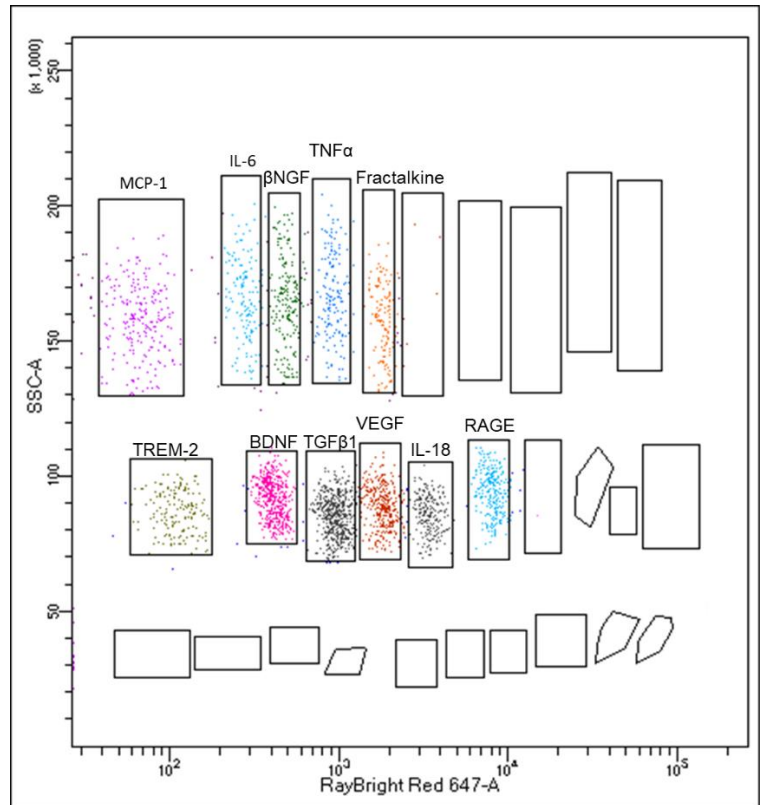 (x 1,000)
250
200
150
100
50
SSC-A
TNFα
IL-6
βNGF
Fractalkine
MCP-1
VEGF
RAGE
TREM-2
BDNF
TGFβ1
IL-18
10²
10³
10⁴
10⁵
RayBright Red 647-A